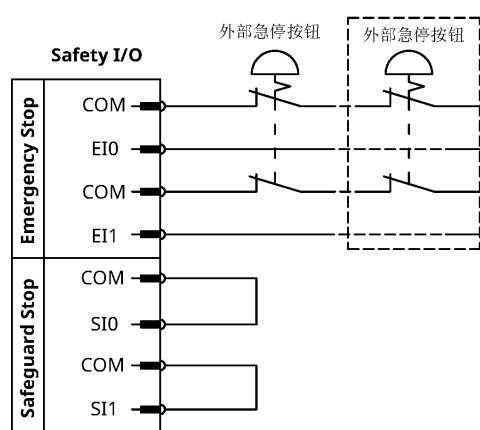 外部急停按钮
外部急停按钮
Safety I/O
Emergency Stop
COM
EI0
COM
EI1
Safeguard Stop
COM
SI0
COM
SI1